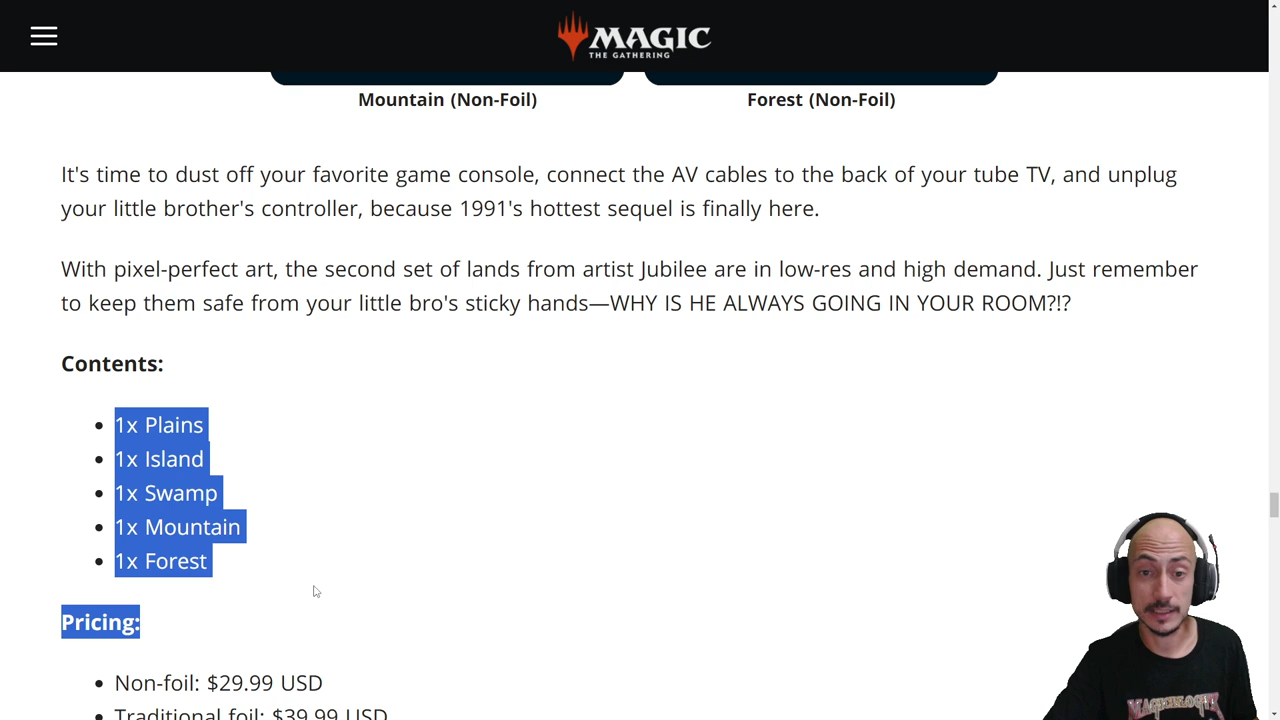 MAGIC
THE GATHERING
Mountain (Non-Foil)
Forest (Non-Foil)
It's time to dust off your favorite game console, connect the AV cables to the back of your tube TV, and unplug
your little brother's controller, because 1991's hottest sequel is finally here.
With pixel-perfect art, the second set of lands from artist Jubilee are in low-res and high demand. Just remember
to keep them safe from your little bro's sticky hands—WHY IS HE ALWAYS GOING IN YOUR ROOM?!?
Contents:
1x Plains
1x Island
1x Swamp
1x Mountain
1x Forest
Pricing:
Non-foil: $29.99 USD
Traditional foil: $39.99 USD